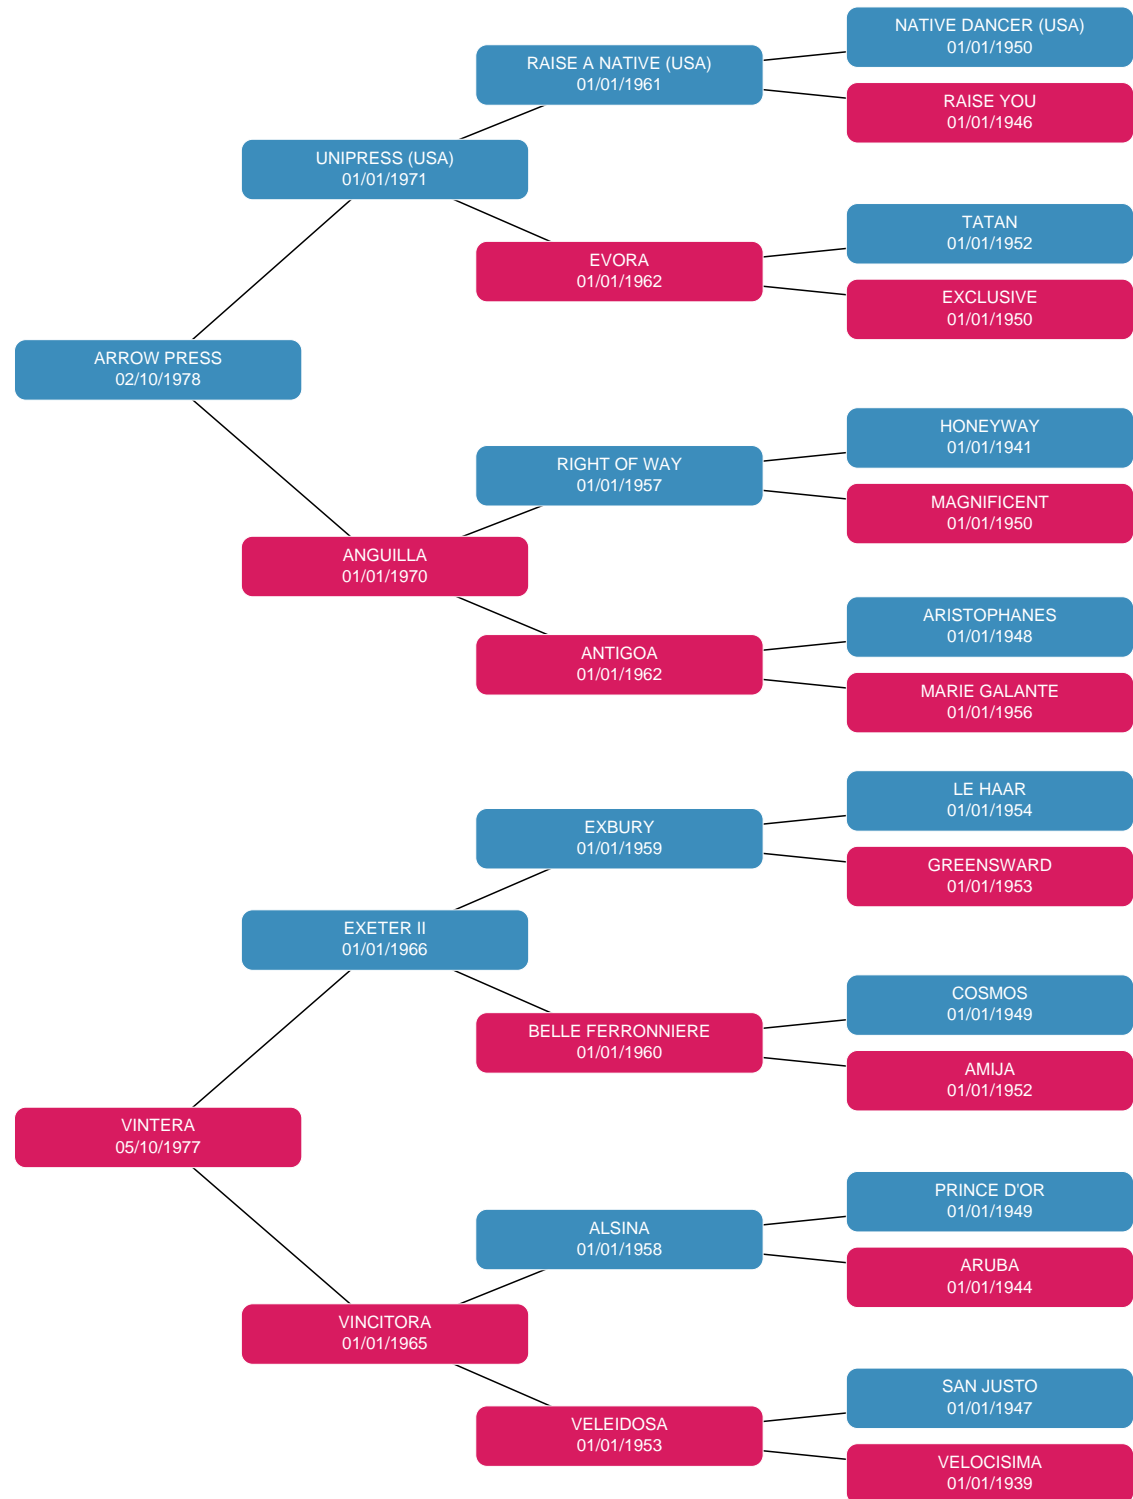 NATIVE DANCER (USA)
01/01/1950
RAISE A NATIVE (USA)
01/01/1961
RAISE YOU
01/01/1946
UNIPRESS (USA)
01/01/1971
TATAN
01/01/1952
EVORA
01/01/1962
EXCLUSIVE
01/01/1950
ARROW PRESS
02/10/1978
HONEYWAY
01/01/1941
RIGHT OF WAY
01/01/1957
MAGNIFICENT
01/01/1950
ANGUILLA
01/01/1970
ARISTOPHANES
01/01/1948
ANTIGOA
01/01/1962
MARIE GALANTE
01/01/1956
LE HAAR
01/01/1954
EXBURY
01/01/1959
GREENSWARD
01/01/1953
EXETER II
01/01/1966
COSMOS
01/01/1949
BELLE FERRONNIERE
01/01/1960
AMIJA
01/01/1952
VINTERA
05/10/1977
PRINCE D'OR
01/01/1949
ALSINA
01/01/1958
ARUBA
01/01/1944
VINCITORA
01/01/1965
SAN JUSTO
01/01/1947
VELEIDOSA
01/01/1953
VELOCISIMA
01/01/1939